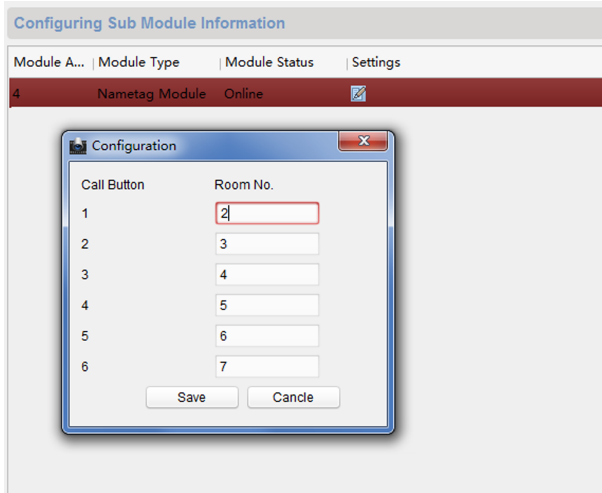 Configuring Sub Module Information
Module A... Module Type Module Status Settings
4 Nametag Module Online
Configuration
Call Button Room No.
1 2
2 3
3 4
4 5
5 6
6 7
Save Cancle